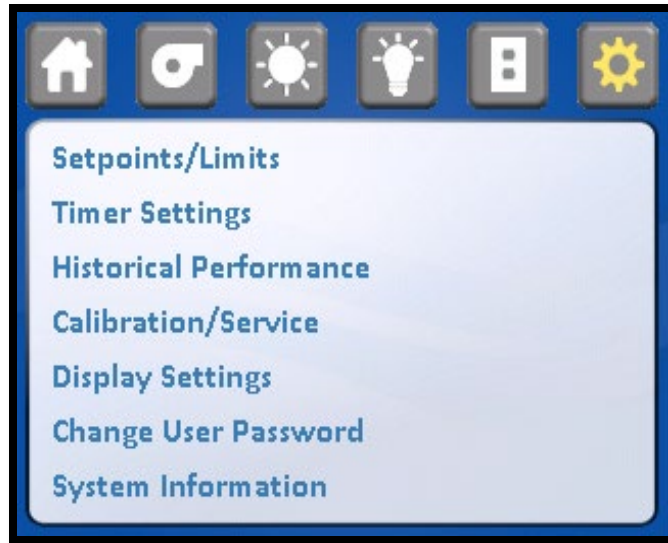 Setpoints/Limits
Timer Settings
Historical Performance
Calibration/Service
Display Settings
Change User Password
System Information